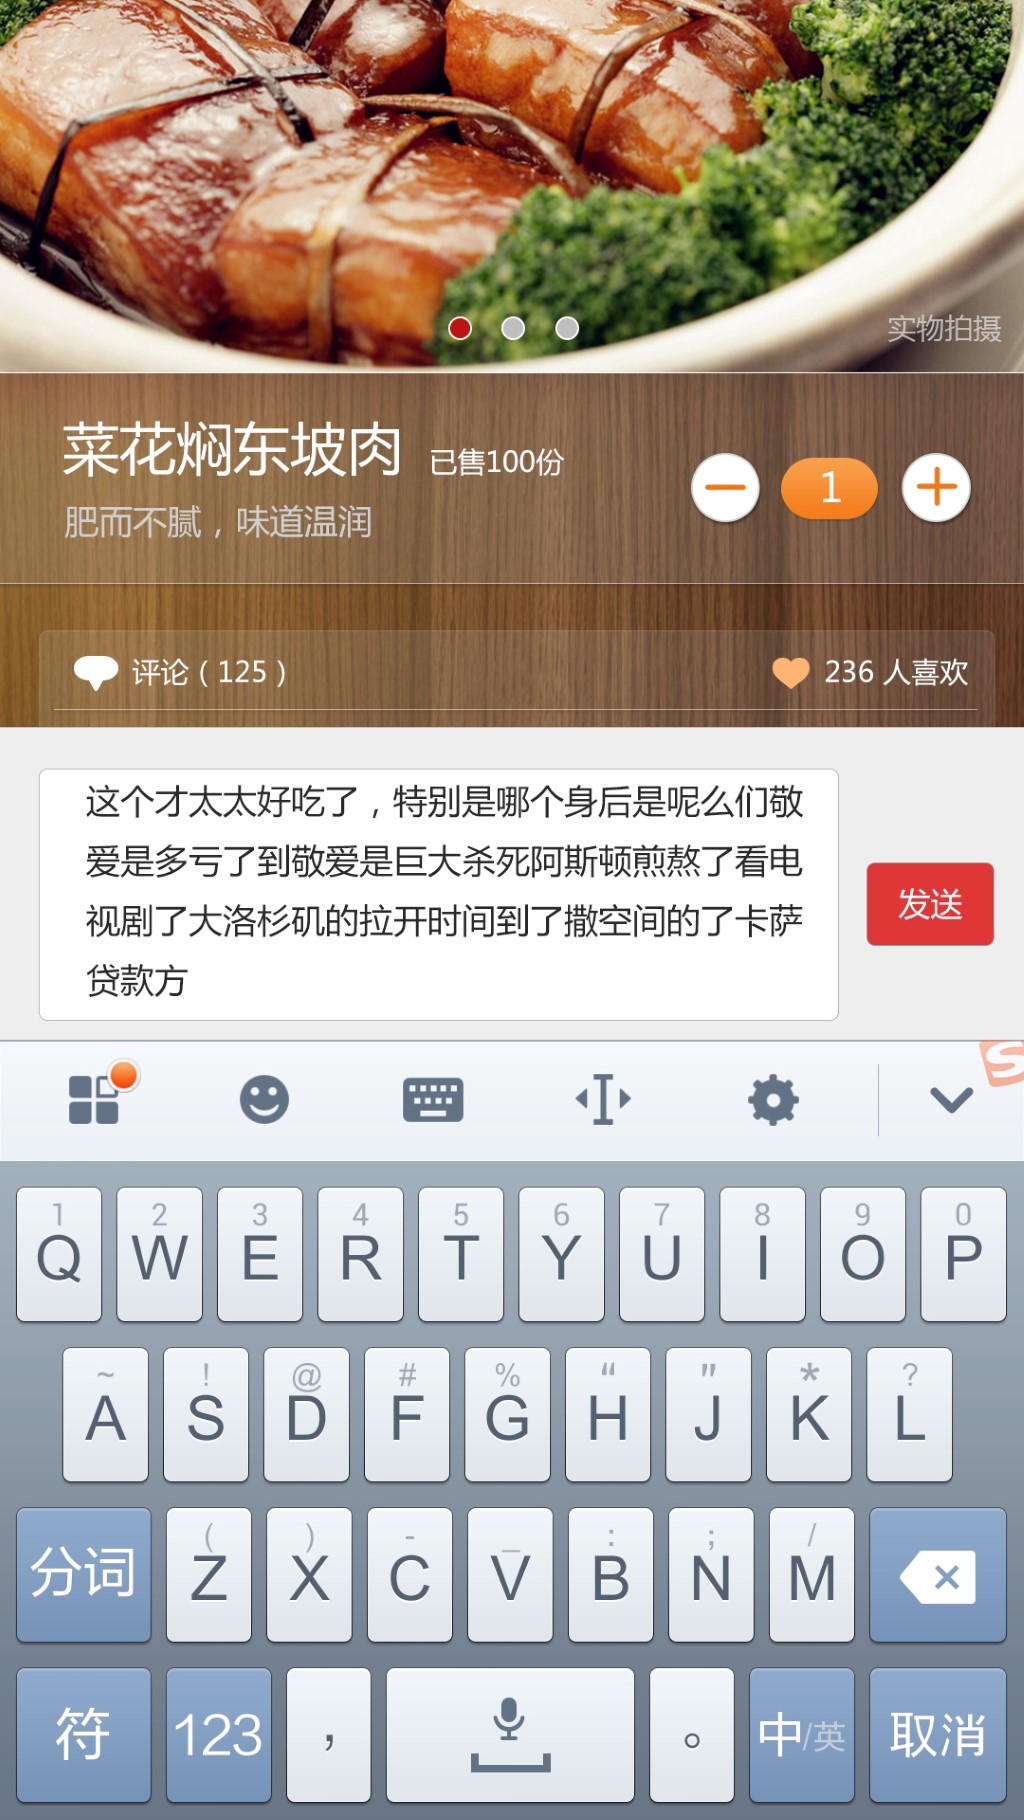 实物拍摄
菜花焖东坡肉 已售100份
肥而不腻，味道温润
1
评论（125） 236 人喜欢
这个才太太好吃了，特别是哪个身后是呢么们敬
爱是多亏了到敬爱是巨大杀死阿斯顿煎熬了看电
视剧了大洛杉矶的拉开时间到了撒空间的了卡萨
贷款方
发送
S
1 2 3 4 5 6 7 8 9 0
Q W E R T Y U I O P
~ ! @ # % “ " * ?
A S D F G H J K L
( ) - _ : ; /
分词 Z X C V B N M
符 123 ， 。 中/英 取消